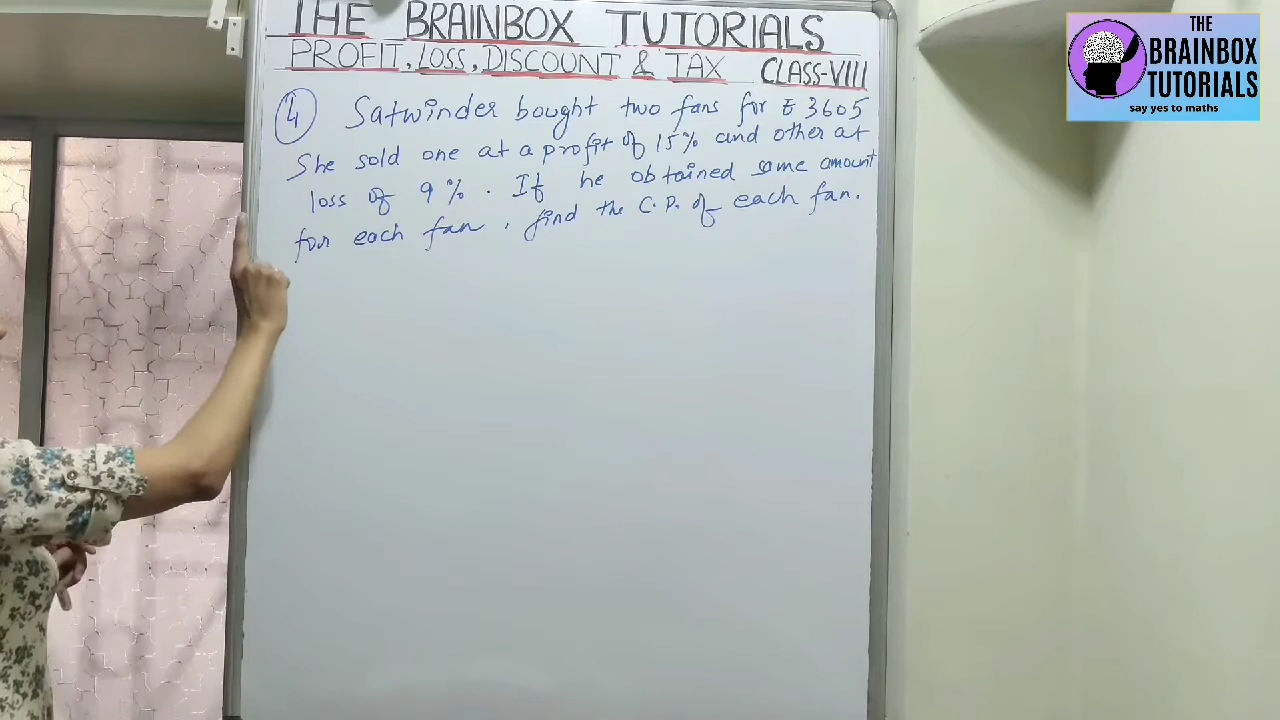 THE BRAINBOX TUTORIALS
PROFIT, LOSS, DISCOUNT & TAX CLASS-VIII
4 Satwinder bought two fans for ₹ 3605
She sold one at a profit of 15% and other at
loss of 9%. If he obtained same amount
for each fan, find the C.P. of each fan.
THE
BRAINBOX
TUTORIALS
say yes to maths